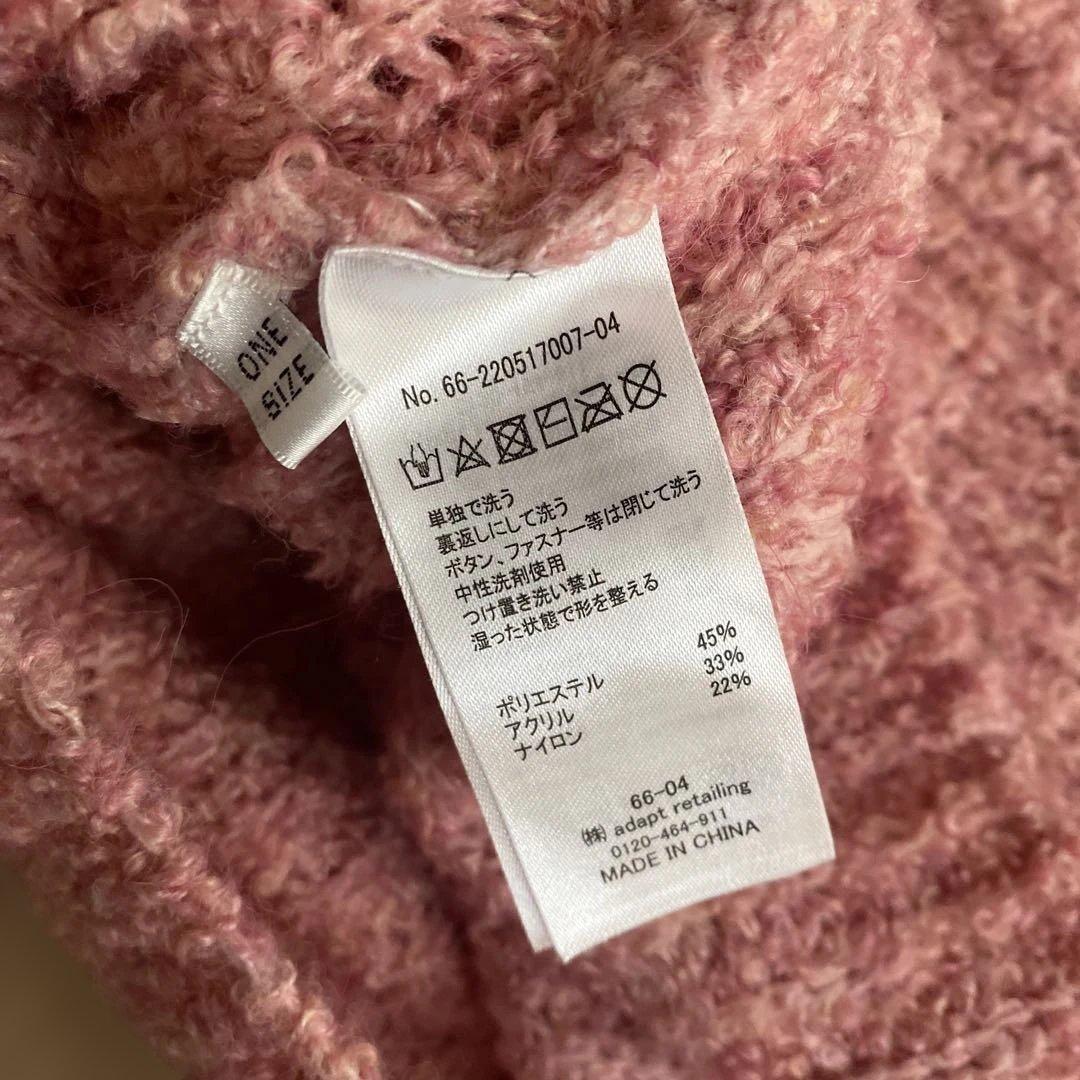 ONE
SIZE
No. 66-220517007-04
単独で洗う
裏返しにして洗う
ボタン、ファスナー等は閉じて洗う
中性洗剤使用
つけ置き洗い禁止
湿った状態で形を整える
ポリエステル 45%
アクリル 33%
ナイロン 22%
66-04
㈱ adapt retailing
0120-464-911
MADE IN CHINA